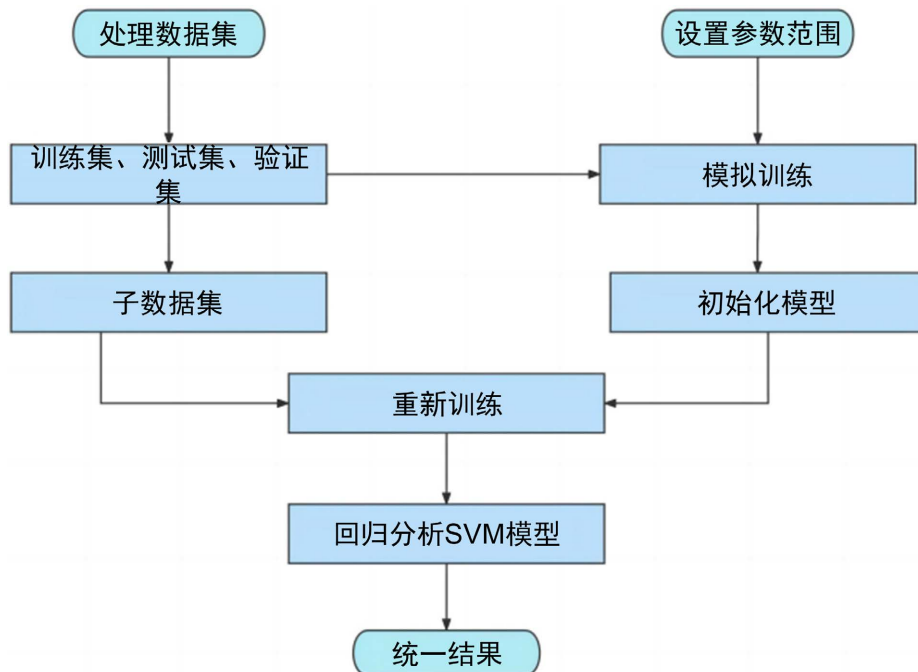 处理数据集
设置参数范围
训练集、测试集、验证
集
模拟训练
子数据集
初始化模型
重新训练
回归分析SVM模型
统一结果